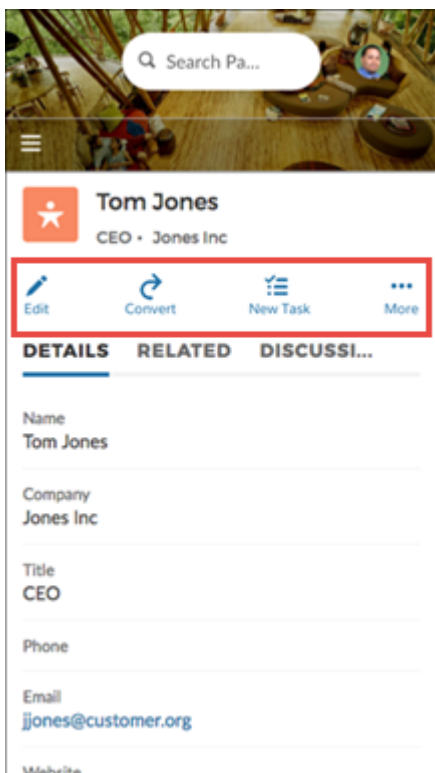 Search Pa...
Tom Jones
CEO • Jones Inc
Edit Convert New Task More
DETAILS RELATED DISCUSSI...
Name
Tom Jones
Company
Jones Inc
Title
CEO
Phone
Email
jjones@customer.org
Website